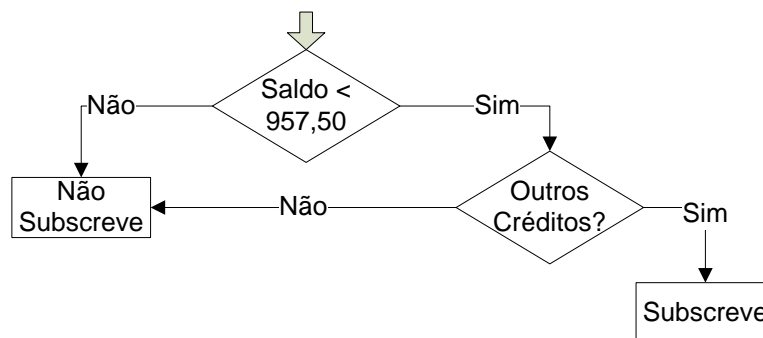 Saldo <
957,50
Não
Sim
Não
Subscreve
Não
Outros
Créditos?
Sim
Subscreve